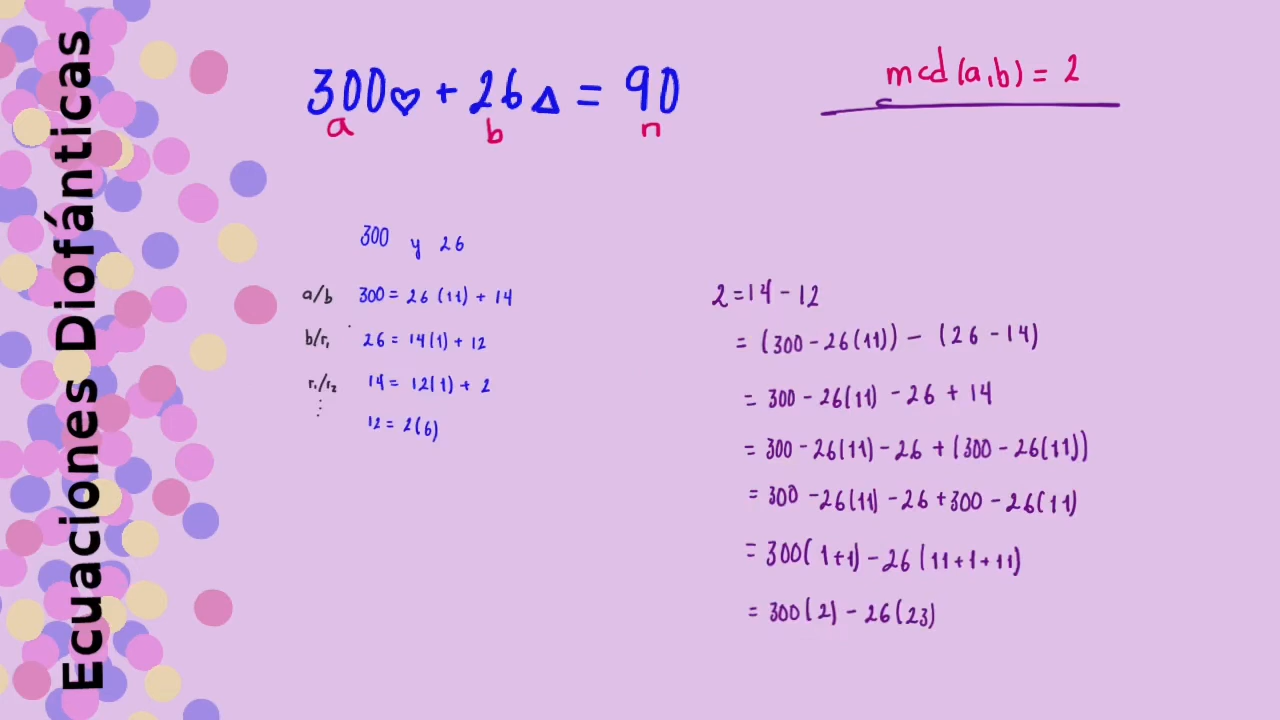 Ecuaciones Diofánticas
300♡ + 26△ = 90
a b n
mcd(a,b) = 2
300 y 26
a/b 300 = 26 (11) + 14
b/r₁ 26 = 14(1) + 12
r₁/r₂ 14 = 12(1) + 2
⋮ 12 = 2(6)
2 = 14 - 12
= (300 - 26(11)) - (26 - 14)
= 300 - 26(11) - 26 + 14
= 300 - 26(11) - 26 + (300 - 26(11))
= 300 - 26(11) - 26 + 300 - 26(11)
= 300(1+1) - 26(11+1+11)
= 300(2) - 26(23)